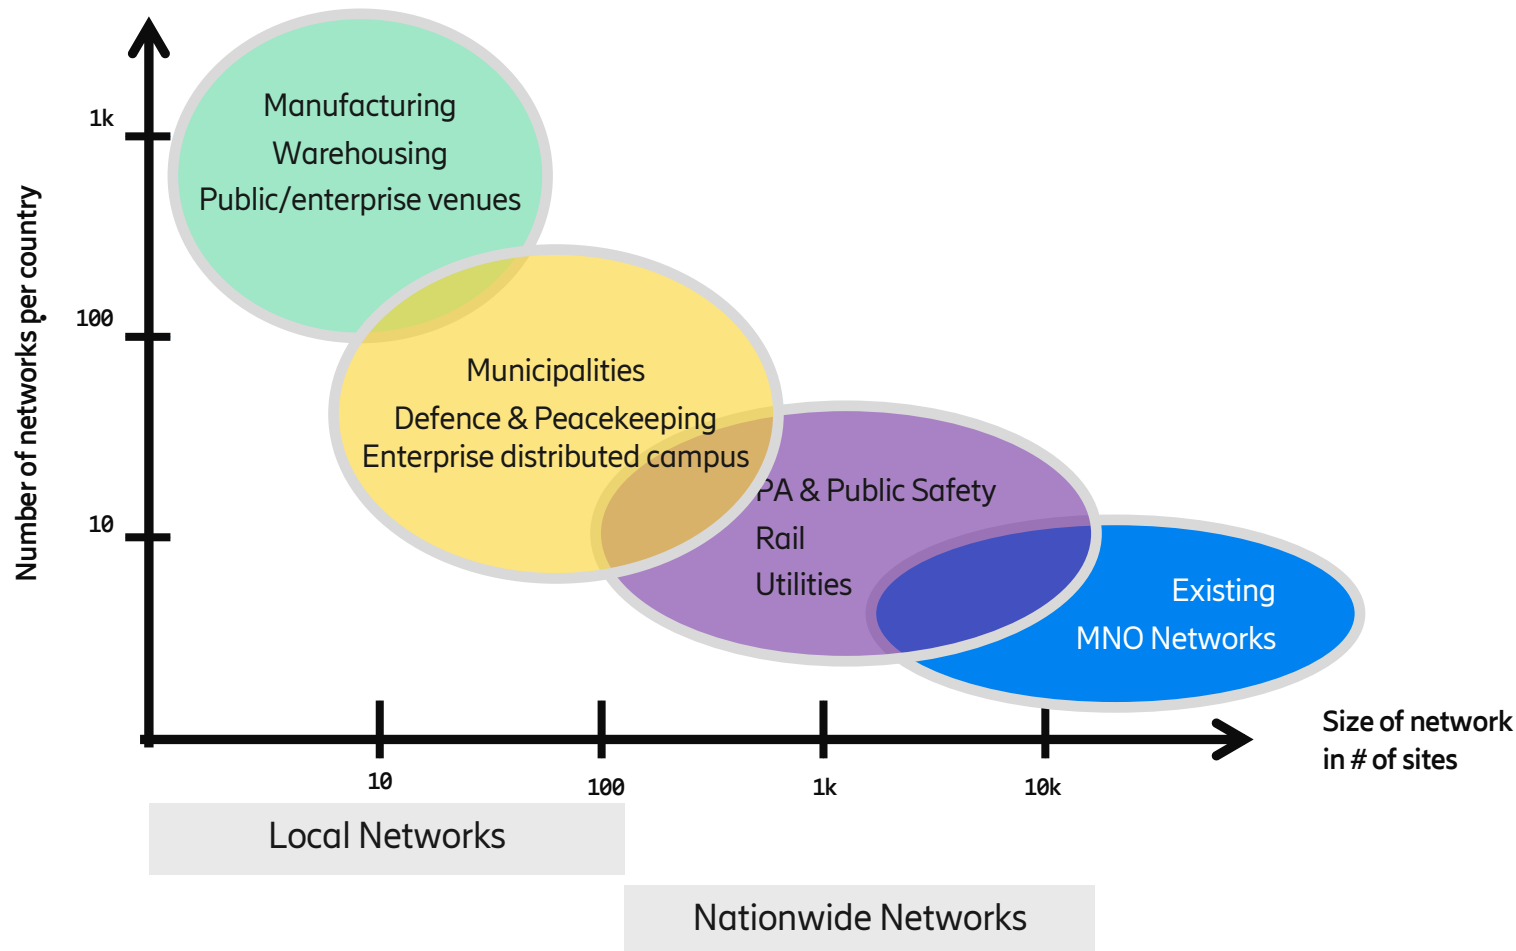 Manufacturing
Warehousing
Public/enterprise venues
1k
Number of networks per country
100
Municipalities
Defence & Peacekeeping
Enterprise distributed campus
PA & Public Safety
Rail
Utilities
10
Existing
MNO Networks
Size of network
in # of sites
10
100
1k
10k
Local Networks
Nationwide Networks